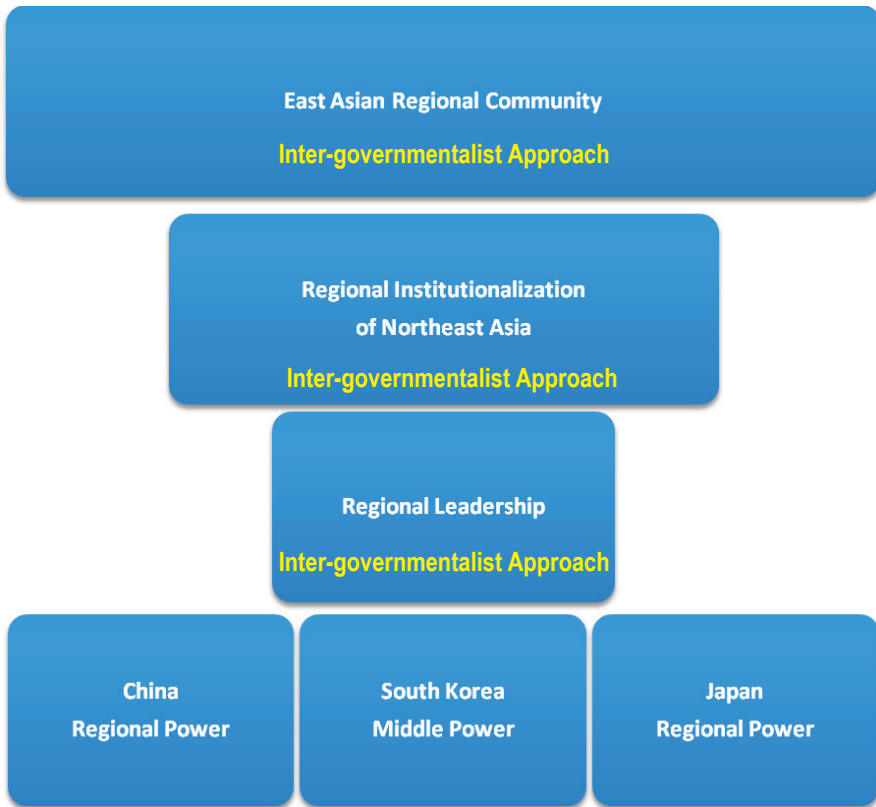 East Asian Regional Community
Inter-governmentalist Approach
Regional Institutionalization
of Northeast Asia
Inter-governmentalist Approach
Regional Leadership
Inter-governmentalist Approach
China
Regional Power
South Korea
Middle Power
Japan
Regional Power